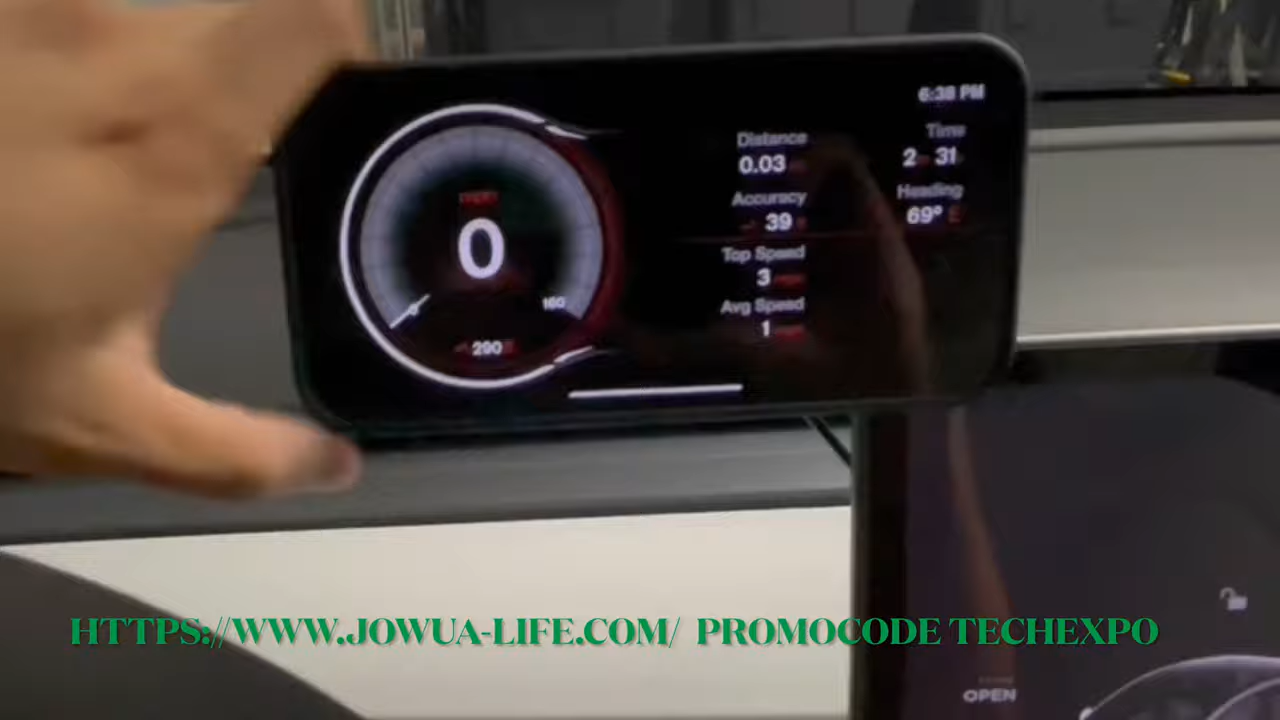 6:38 PM
Distance
0.03
Time
2 31
Accuracy
39
Heading
69° E
Top Speed
3
Avg Speed
1
0
0
160
290
HTTPS://WWW.JOWUA-LIFE.COM/ PROMOCODE TECHEXPO
OPEN